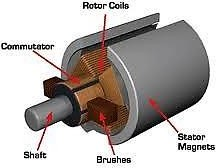 Rotor Coils
Commutator
Shaft
Brushes
Stator
Magnets